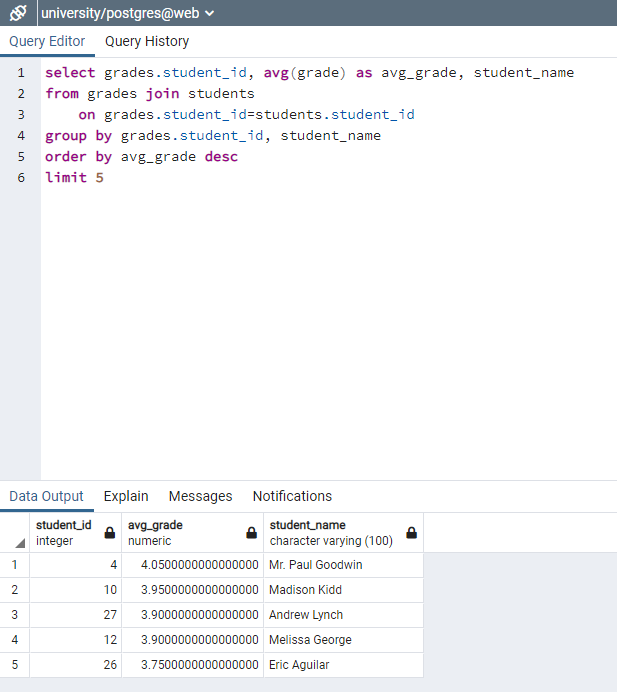 university/postgres@web
Query Editor Query History
1 select grades.student_id, avg(grade) as avg_grade, student_name
2 from grades join students
3 on grades.student_id=students.student_id
4 group by grades.student_id, student_name
5 order by avg_grade desc
6 limit 5
Data Output Explain Messages Notifications
student_id avg_grade student_name
integer numeric character varying (100)
1 4 4.0500000000000000 Mr. Paul Goodwin
2 10 3.9500000000000000 Madison Kidd
3 27 3.9000000000000000 Andrew Lynch
4 12 3.9000000000000000 Melissa George
5 26 3.7500000000000000 Eric Aguilar